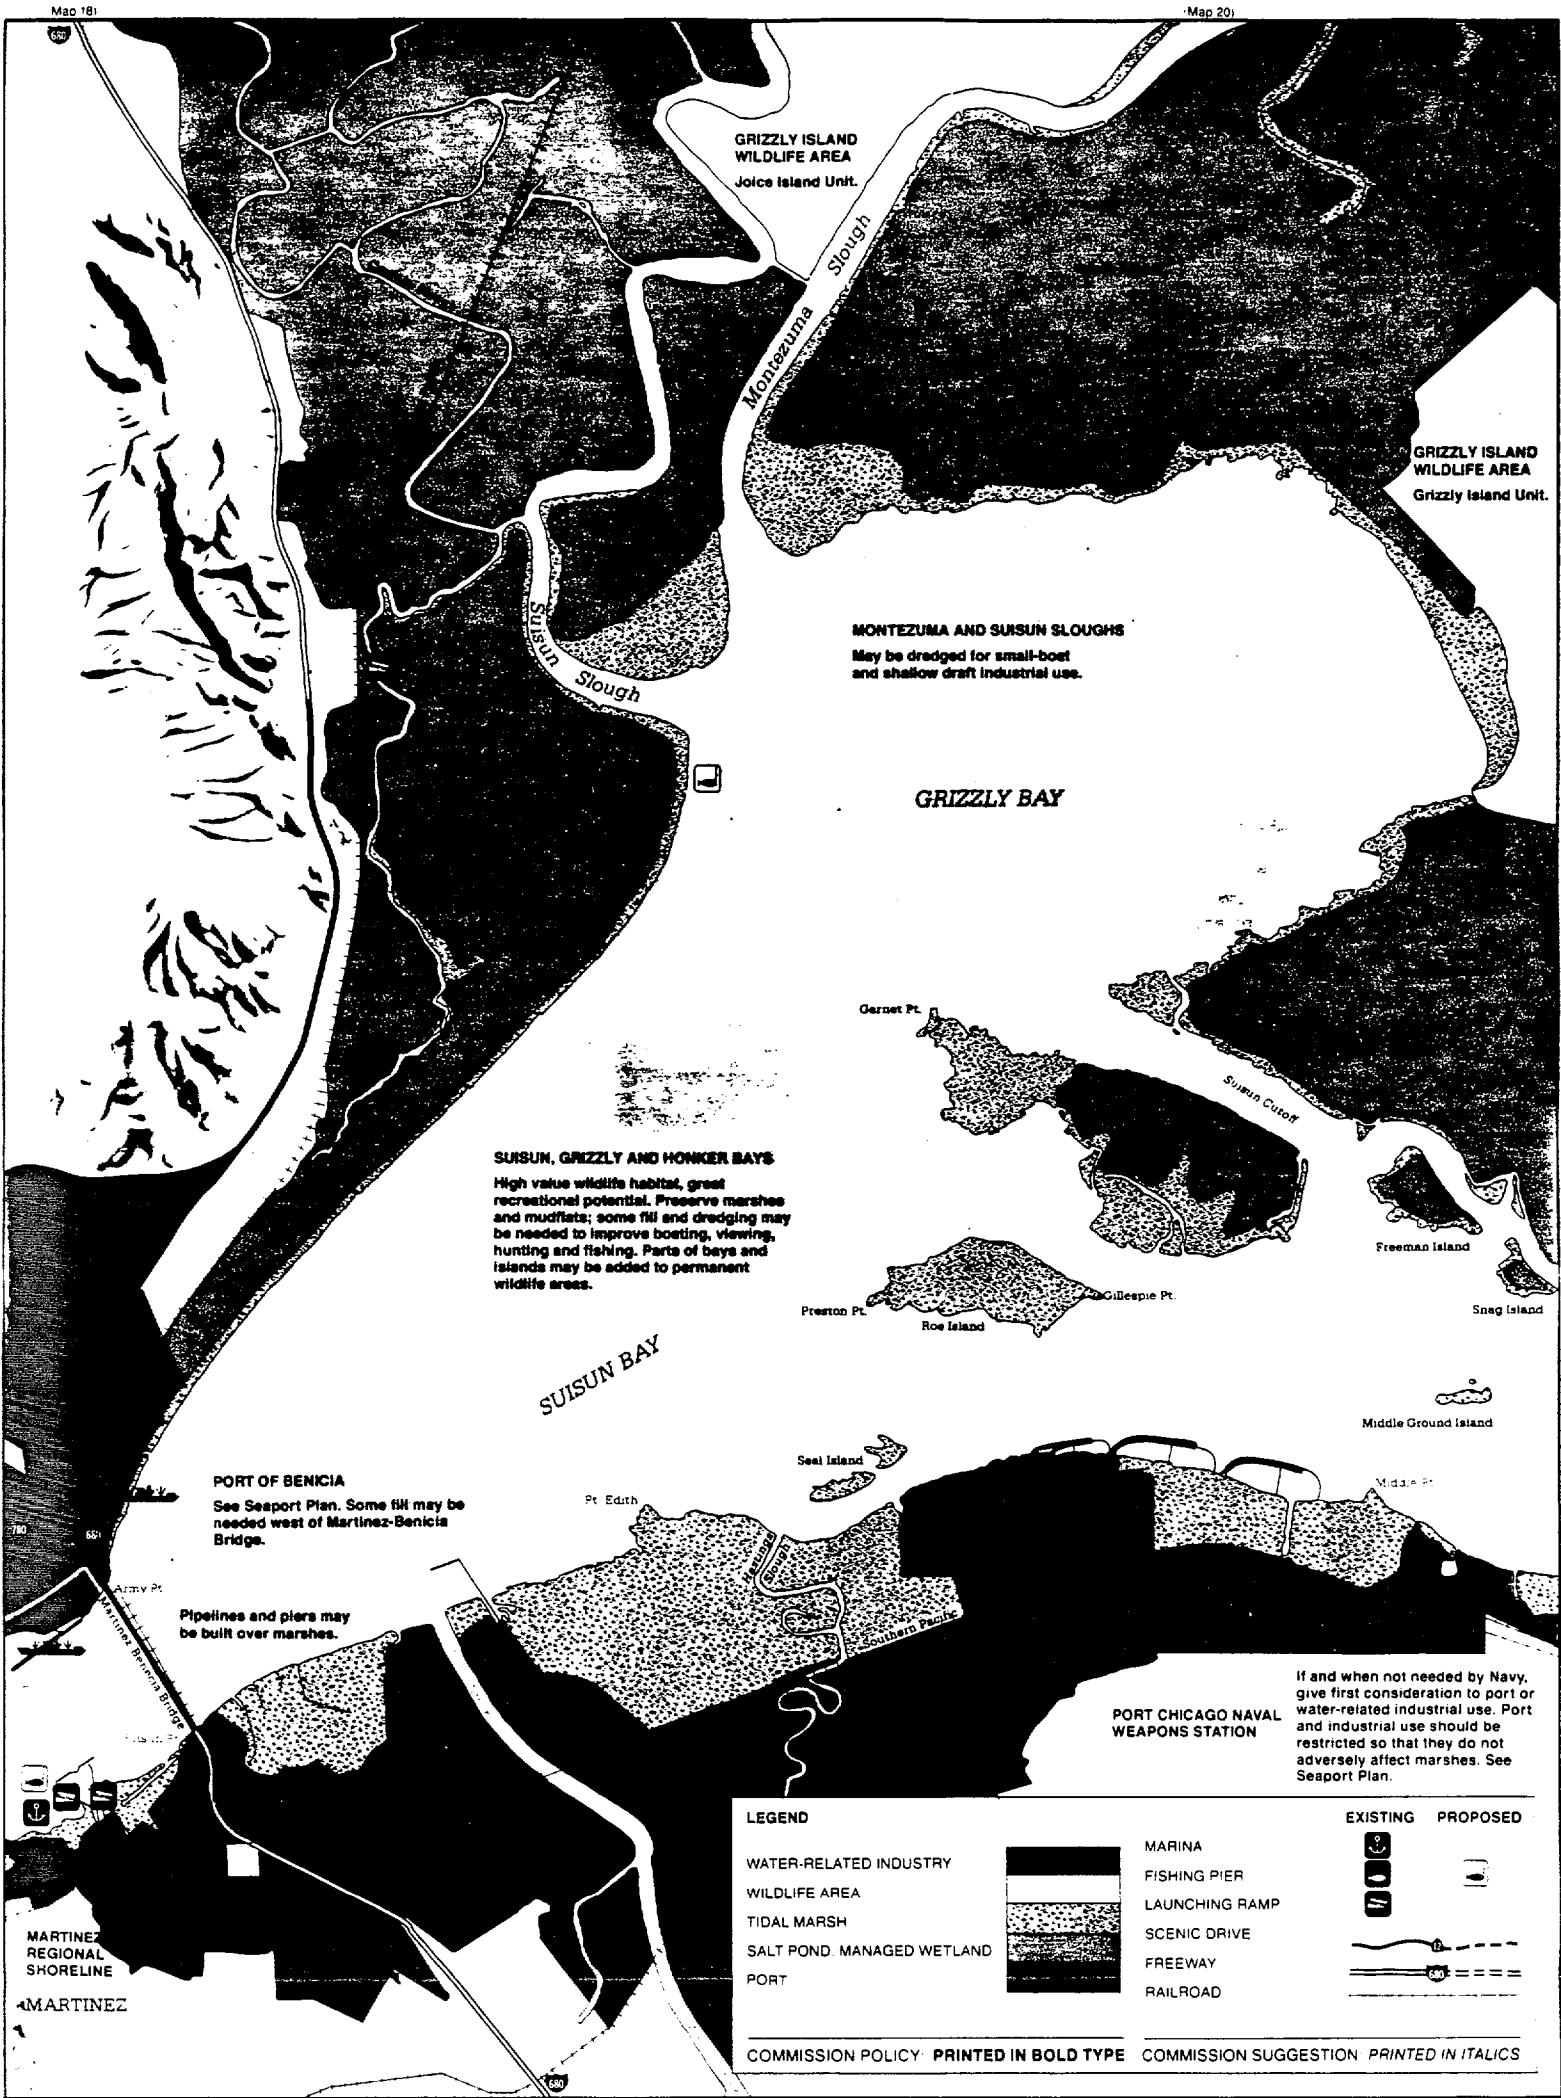 Map 18)
Map 20)
680
GRIZZLY ISLAND
WILDLIFE AREA
Joice Island Unit.
Montezuma Slough
GRIZZLY ISLAND
WILDLIFE AREA
Grizzly Island Unit.
MONTEZUMA AND SUISUN SLOUGHS
May be dredged for small-boat
and shallow draft industrial use.
Suisun Slough
GRIZZLY BAY
Garnet Pt.
Suisun Cutoff
SUISUN, GRIZZLY AND HONKER BAYS
High value wildlife habitat, great
recreational potential. Preserve marshes
and mudflats; some fill and dredging may
be needed to improve boating, viewing,
hunting and fishing. Parts of bays and
islands may be added to permanent
wildlife areas.
Freeman Island
Snag Island
Preston Pt.
Gillespie Pt.
Roe Island
SUISUN BAY
Middle Ground Island
Seal Island
Middle Pt.
Pt. Edith
PORT OF BENICIA
See Seaport Plan. Some fill may be
needed west of Martinez-Benicia
Bridge.
780
680
Army Pt.
Martinez Benicia Bridge
Pipelines and piers may
be built over marshes.
Slough
Southern Pacific
PORT CHICAGO NAVAL
WEAPONS STATION
If and when not needed by Navy,
give first consideration to port or
water-related industrial use. Port
and industrial use should be
restricted so that they do not
adversely affect marshes. See
Seaport Plan.
MARTINEZ
REGIONAL
SHORELINE
MARTINEZ
680
LEGEND
WATER-RELATED INDUSTRY
WILDLIFE AREA
TIDAL MARSH
SALT POND. MANAGED WETLAND
PORT
EXISTING PROPOSED
MARINA
FISHING PIER
LAUNCHING RAMP
SCENIC DRIVE
12
FREEWAY
680
RAILROAD
COMMISSION POLICY: PRINTED IN BOLD TYPE
COMMISSION SUGGESTION PRINTED IN ITALICS